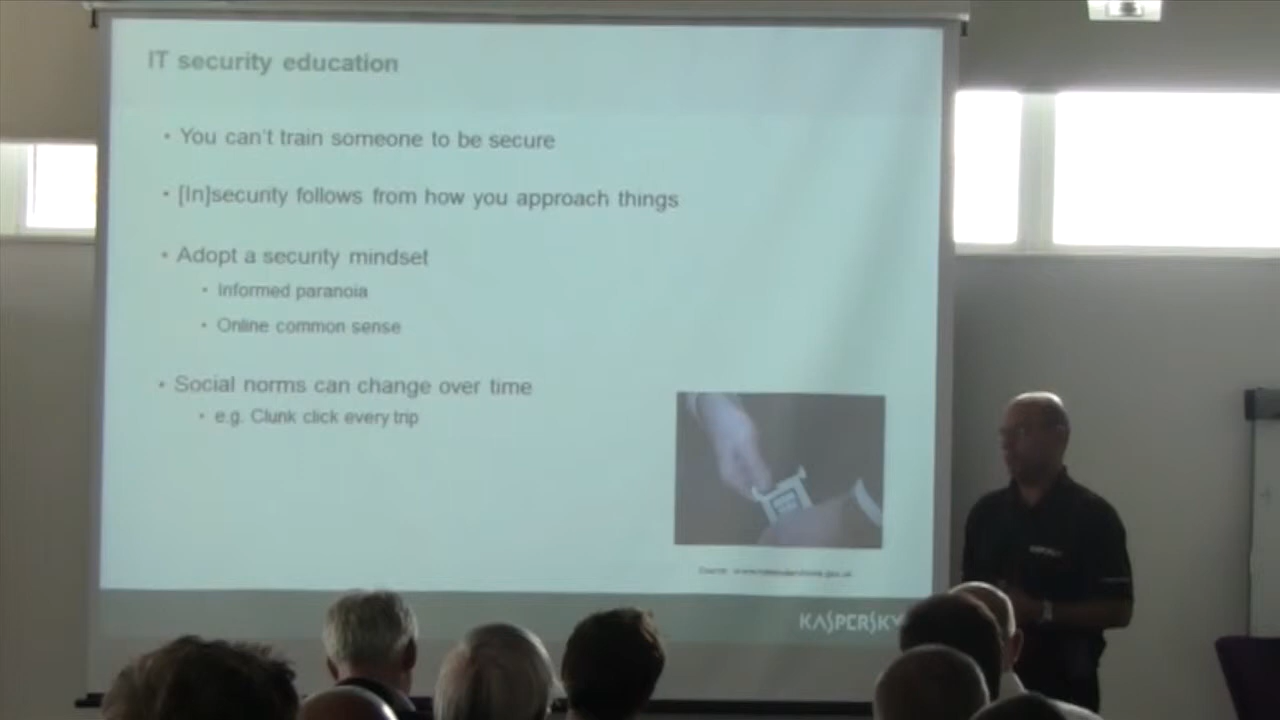 IT security education
• You can't train someone to be secure
• [In]security follows from how you approach things
• Adopt a security mindset
• Informed paranoia
• Online common sense
• Social norms can change over time
• e.g. Clunk click every trip
Source:
KASPERSKY